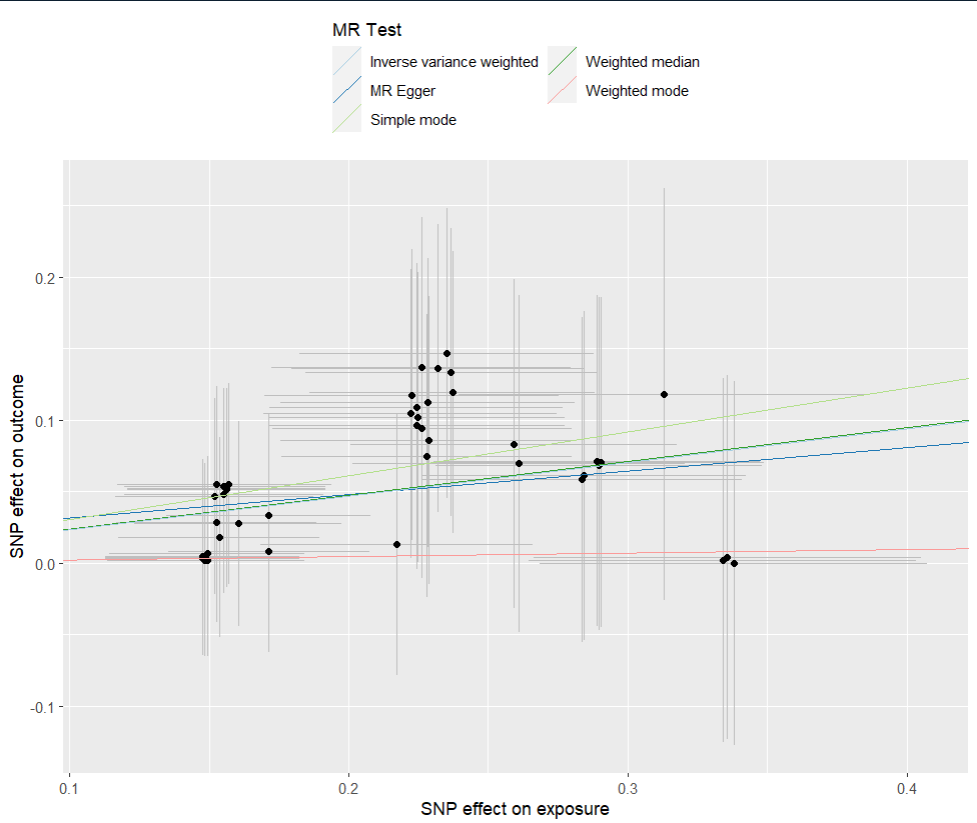 MR Test
Inverse variance weighted
Weighted median
MR Egger
Weighted mode
Simple mode
0.2
0.1
0.0
-0.1
SNP effect on outcome
0.1
0.2
0.3
0.4
SNP effect on exposure